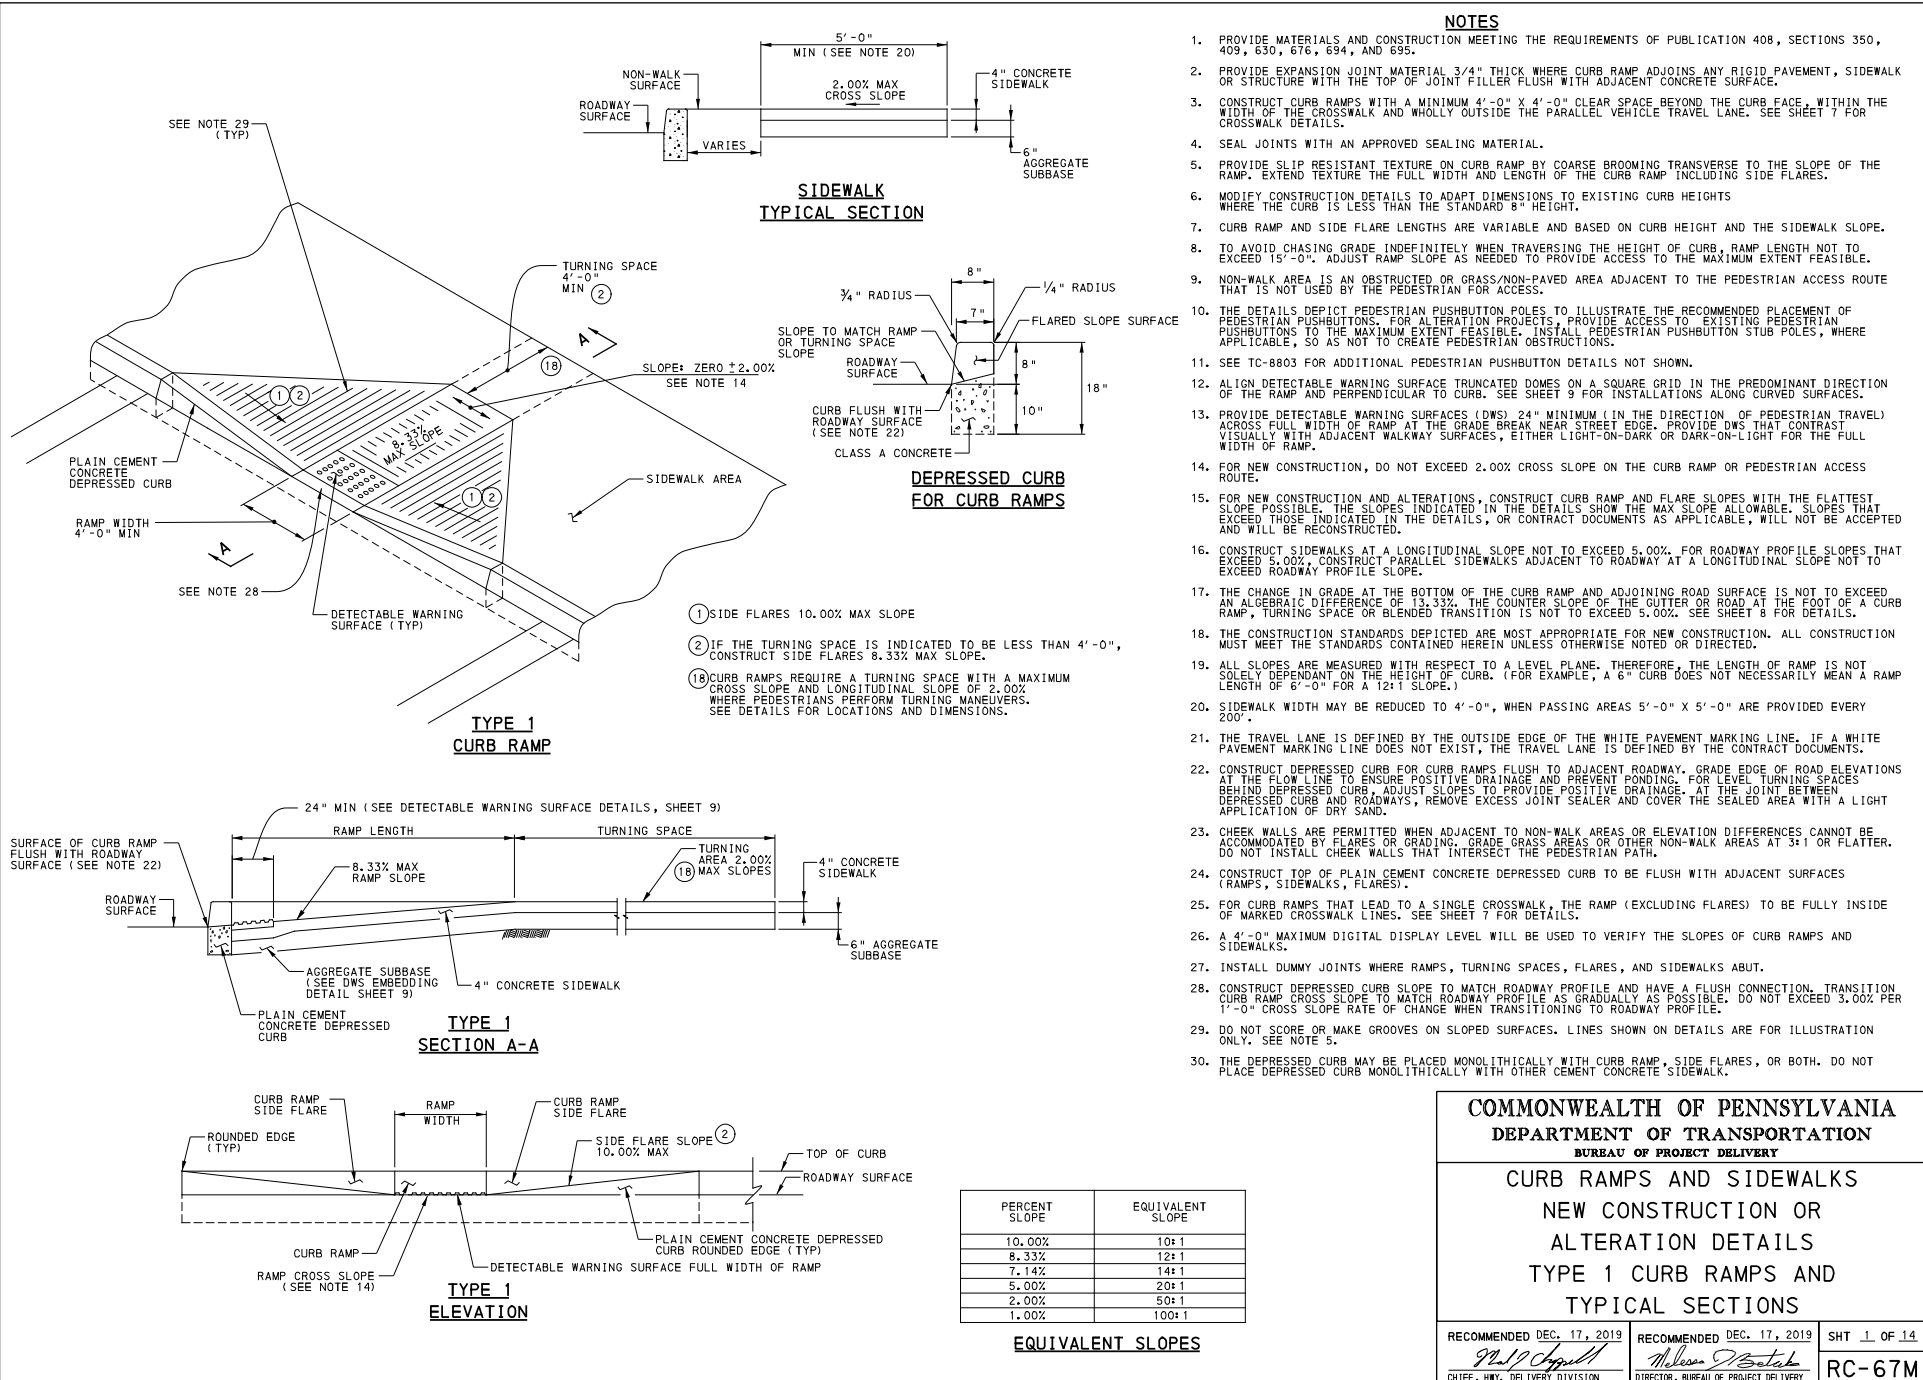 5'-0"
MIN (SEE NOTE 20)
NON-WALK
SURFACE
ROADWAY
SURFACE
2.00% MAX
CROSS SLOPE
4" CONCRETE
SIDEWALK
VARIES
6"
AGGREGATE
SUBBASE
SIDEWALK
TYPICAL SECTION
SEE NOTE 29
(TYP)
TURNING SPACE
4'-0"
MIN 2
A
18
SLOPE: ZERO ±2.00%
SEE NOTE 14
1 2
8.33%
MAX SLOPE
PLAIN CEMENT
CONCRETE
DEPRESSED CURB
1 2
SIDEWALK AREA
RAMP WIDTH
4'-0" MIN
A
SEE NOTE 28
DETECTABLE WARNING
SURFACE (TYP)
TYPE 1
CURB RAMP
8"
3/4" RADIUS
1/4" RADIUS
7"
FLARED SLOPE SURFACE
SLOPE TO MATCH RAMP
OR TURNING SPACE
SLOPE
ROADWAY
SURFACE
8"
18"
10"
CURB FLUSH WITH
ROADWAY SURFACE
(SEE NOTE 22)
CLASS A CONCRETE
DEPRESSED CURB
FOR CURB RAMPS
1 SIDE FLARES 10.00% MAX SLOPE
2 IF THE TURNING SPACE IS INDICATED TO BE LESS THAN 4'-0",
CONSTRUCT SIDE FLARES 8.33% MAX SLOPE.
18 CURB RAMPS REQUIRE A TURNING SPACE WITH A MAXIMUM
CROSS SLOPE AND LONGITUDINAL SLOPE OF 2.00%
WHERE PEDESTRIANS PERFORM TURNING MANEUVERS.
SEE DETAILS FOR LOCATIONS AND DIMENSIONS.
24" MIN (SEE DETECTABLE WARNING SURFACE DETAILS, SHEET 9)
RAMP LENGTH
TURNING SPACE
SURFACE OF CURB RAMP
FLUSH WITH ROADWAY
SURFACE (SEE NOTE 22)
8.33% MAX
RAMP SLOPE
TURNING
AREA 2.00%
18 MAX SLOPES
4" CONCRETE
SIDEWALK
ROADWAY
SURFACE
6" AGGREGATE
SUBBASE
AGGREGATE SUBBASE
(SEE DWS EMBEDDING
DETAIL SHEET 9)
4" CONCRETE SIDEWALK
PLAIN CEMENT
CONCRETE DEPRESSED
CURB
TYPE 1
SECTION A-A
CURB RAMP
SIDE FLARE
RAMP
WIDTH
CURB RAMP
SIDE FLARE
ROUNDED EDGE
(TYP)
SIDE FLARE SLOPE 2
10.00% MAX
TOP OF CURB
ROADWAY SURFACE
PLAIN CEMENT CONCRETE DEPRESSED
CURB ROUNDED EDGE (TYP)
CURB RAMP
DETECTABLE WARNING SURFACE FULL WIDTH OF RAMP
RAMP CROSS SLOPE
(SEE NOTE 14)
TYPE 1
ELEVATION
PERCENT SLOPE EQUIVALENT SLOPE
10.00% 10:1
8.33% 12:1
7.14% 14:1
5.00% 20:1
2.00% 50:1
1.00% 100:1
EQUIVALENT SLOPES
NOTES
1. PROVIDE MATERIALS AND CONSTRUCTION MEETING THE REQUIREMENTS OF PUBLICATION 408, SECTIONS 350,
409, 630, 676, 694, AND 695.
2. PROVIDE EXPANSION JOINT MATERIAL 3/4" THICK WHERE CURB RAMP ADJOINS ANY RIGID PAVEMENT, SIDEWALK
OR STRUCTURE WITH THE TOP OF JOINT FILLER FLUSH WITH ADJACENT CONCRETE SURFACE.
3. CONSTRUCT CURB RAMPS WITH A MINIMUM 4'-0" X 4'-0" CLEAR SPACE BEYOND THE CURB FACE, WITHIN THE
WIDTH OF THE CROSSWALK AND WHOLLY OUTSIDE THE PARALLEL VEHICLE TRAVEL LANE. SEE SHEET 7 FOR
CROSSWALK DETAILS.
4. SEAL JOINTS WITH AN APPROVED SEALING MATERIAL.
5. PROVIDE SLIP RESISTANT TEXTURE ON CURB RAMP BY COARSE BROOMING TRANSVERSE TO THE SLOPE OF THE
RAMP. EXTEND TEXTURE THE FULL WIDTH AND LENGTH OF THE CURB RAMP INCLUDING SIDE FLARES.
6. MODIFY CONSTRUCTION DETAILS TO ADAPT DIMENSIONS TO EXISTING CURB HEIGHTS
WHERE THE CURB IS LESS THAN THE STANDARD 8" HEIGHT.
7. CURB RAMP AND SIDE FLARE LENGTHS ARE VARIABLE AND BASED ON CURB HEIGHT AND THE SIDEWALK SLOPE.
8. TO AVOID CHASING GRADE INDEFINITELY WHEN TRAVERSING THE HEIGHT OF CURB, RAMP LENGTH NOT TO
EXCEED 15'-0". ADJUST RAMP SLOPE AS NEEDED TO PROVIDE ACCESS TO THE MAXIMUM EXTENT FEASIBLE.
9. NON-WALK AREA IS AN OBSTRUCTED OR GRASS/NON-PAVED AREA ADJACENT TO THE PEDESTRIAN ACCESS ROUTE
THAT IS NOT USED BY THE PEDESTRIAN FOR ACCESS.
10. THE DETAILS DEPICT PEDESTRIAN PUSHBUTTON POLES TO ILLUSTRATE THE RECOMMENDED PLACEMENT OF
PEDESTRIAN PUSHBUTTONS. FOR ALTERATION PROJECTS, PROVIDE ACCESS TO EXISTING PEDESTRIAN
PUSHBUTTONS TO THE MAXIMUM EXTENT FEASIBLE. INSTALL PEDESTRIAN PUSHBUTTON STUB POLES, WHERE
APPLICABLE, SO AS NOT TO CREATE PEDESTRIAN OBSTRUCTIONS.
11. SEE TC-8803 FOR ADDITIONAL PEDESTRIAN PUSHBUTTON DETAILS NOT SHOWN.
12. ALIGN DETECTABLE WARNING SURFACE TRUNCATED DOMES ON A SQUARE GRID IN THE PREDOMINANT DIRECTION
OF THE RAMP AND PERPENDICULAR TO CURB. SEE SHEET 9 FOR INSTALLATIONS ALONG CURVED SURFACES.
13. PROVIDE DETECTABLE WARNING SURFACES (DWS) 24" MINIMUM (IN THE DIRECTION OF PEDESTRIAN TRAVEL)
ACROSS FULL WIDTH OF RAMP AT THE GRADE BREAK NEAR STREET EDGE. PROVIDE DWS THAT CONTRAST
VISUALLY WITH ADJACENT WALKWAY SURFACES, EITHER LIGHT-ON-DARK OR DARK-ON-LIGHT FOR THE FULL
WIDTH OF RAMP.
14. FOR NEW CONSTRUCTION, DO NOT EXCEED 2.00% CROSS SLOPE ON THE CURB RAMP OR PEDESTRIAN ACCESS
ROUTE.
15. FOR NEW CONSTRUCTION AND ALTERATIONS, CONSTRUCT CURB RAMP AND FLARE SLOPES WITH THE FLATTEST
SLOPE POSSIBLE. THE SLOPES INDICATED IN THE DETAILS SHOW THE MAX SLOPE ALLOWABLE. SLOPES THAT
EXCEED THOSE INDICATED IN THE DETAILS, OR CONTRACT DOCUMENTS AS APPLICABLE, WILL NOT BE ACCEPTED
AND WILL BE RECONSTRUCTED.
16. CONSTRUCT SIDEWALKS AT A LONGITUDINAL SLOPE NOT TO EXCEED 5.00%. FOR ROADWAY PROFILE SLOPES THAT
EXCEED 5.00%, CONSTRUCT PARALLEL SIDEWALKS ADJACENT TO ROADWAY AT A LONGITUDINAL SLOPE NOT TO
EXCEED ROADWAY PROFILE SLOPE.
17. THE CHANGE IN GRADE AT THE BOTTOM OF THE CURB RAMP AND ADJOINING ROAD SURFACE IS NOT TO EXCEED
AN ALGEBRAIC DIFFERENCE OF 13.33%. THE COUNTER SLOPE OF THE GUTTER OR ROAD AT THE FOOT OF A CURB
RAMP, TURNING SPACE OR BLENDED TRANSITION IS NOT TO EXCEED 5.00%. SEE SHEET 8 FOR DETAILS.
18. THE CONSTRUCTION STANDARDS DEPICTED ARE MOST APPROPRIATE FOR NEW CONSTRUCTION. ALL CONSTRUCTION
MUST MEET THE STANDARDS CONTAINED HEREIN UNLESS OTHERWISE NOTED OR DIRECTED.
19. ALL SLOPES ARE MEASURED WITH RESPECT TO A LEVEL PLANE. THEREFORE, THE LENGTH OF RAMP IS NOT
SOLELY DEPENDANT ON THE HEIGHT OF CURB. (FOR EXAMPLE, A 6" CURB DOES NOT NECESSARILY MEAN A RAMP
LENGTH OF 6'-0" FOR A 12:1 SLOPE.)
20. SIDEWALK WIDTH MAY BE REDUCED TO 4'-0", WHEN PASSING AREAS 5'-0" X 5'-0" ARE PROVIDED EVERY
200'.
21. THE TRAVEL LANE IS DEFINED BY THE OUTSIDE EDGE OF THE WHITE PAVEMENT MARKING LINE. IF A WHITE
PAVEMENT MARKING LINE DOES NOT EXIST, THE TRAVEL LANE IS DEFINED BY THE CONTRACT DOCUMENTS.
22. CONSTRUCT DEPRESSED CURB FOR CURB RAMPS FLUSH TO ADJACENT ROADWAY. GRADE EDGE OF ROAD ELEVATIONS
AT THE FLOW LINE TO ENSURE POSITIVE DRAINAGE AND PREVENT PONDING. FOR LEVEL TURNING SPACES
BEHIND DEPRESSED CURB, ADJUST SLOPES TO PROVIDE POSITIVE DRAINAGE. AT THE JOINT BETWEEN
DEPRESSED CURB AND ROADWAYS, REMOVE EXCESS JOINT SEALER AND COVER THE SEALED AREA WITH A LIGHT
APPLICATION OF DRY SAND.
23. CHEEK WALLS ARE PERMITTED WHEN ADJACENT TO NON-WALK AREAS OR ELEVATION DIFFERENCES CANNOT BE
ACCOMMODATED BY FLARES OR GRADING. GRADE GRASS AREAS OR OTHER NON-WALK AREAS AT 3:1 OR FLATTER.
DO NOT INSTALL CHEEK WALLS THAT INTERSECT THE PEDESTRIAN PATH.
24. CONSTRUCT TOP OF PLAIN CEMENT CONCRETE DEPRESSED CURB TO BE FLUSH WITH ADJACENT SURFACES
(RAMPS, SIDEWALKS, FLARES).
25. FOR CURB RAMPS THAT LEAD TO A SINGLE CROSSWALK, THE RAMP (EXCLUDING FLARES) TO BE FULLY INSIDE
OF MARKED CROSSWALK LINES. SEE SHEET 7 FOR DETAILS.
26. A 4'-0" MAXIMUM DIGITAL DISPLAY LEVEL WILL BE USED TO VERIFY THE SLOPES OF CURB RAMPS AND
SIDEWALKS.
27. INSTALL DUMMY JOINTS WHERE RAMPS, TURNING SPACES, FLARES, AND SIDEWALKS ABUT.
28. CONSTRUCT DEPRESSED CURB SLOPE TO MATCH ROADWAY PROFILE AND HAVE A FLUSH CONNECTION. TRANSITION
CURB RAMP CROSS SLOPE TO MATCH ROADWAY PROFILE AS GRADUALLY AS POSSIBLE. DO NOT EXCEED 3.00% PER
1'-0" CROSS SLOPE RATE OF CHANGE WHEN TRANSITIONING TO ROADWAY PROFILE.
29. DO NOT SCORE OR MAKE GROOVES ON SLOPED SURFACES. LINES SHOWN ON DETAILS ARE FOR ILLUSTRATION
ONLY. SEE NOTE 5.
30. THE DEPRESSED CURB MAY BE PLACED MONOLITHICALLY WITH CURB RAMP, SIDE FLARES, OR BOTH. DO NOT
PLACE DEPRESSED CURB MONOLITHICALLY WITH OTHER CEMENT CONCRETE SIDEWALK.
COMMONWEALTH OF PENNSYLVANIA
DEPARTMENT OF TRANSPORTATION
BUREAU OF PROJECT DELIVERY
CURB RAMPS AND SIDEWALKS
NEW CONSTRUCTION OR
ALTERATION DETAILS
TYPE 1 CURB RAMPS AND
TYPICAL SECTIONS
RECOMMENDED DEC. 17, 2019
CHIEF, HWY. DELIVERY DIVISION
RECOMMENDED DEC. 17, 2019
DIRECTOR, BUREAU OF PROJECT DELIVERY
SHT 1 OF 14
RC-67M